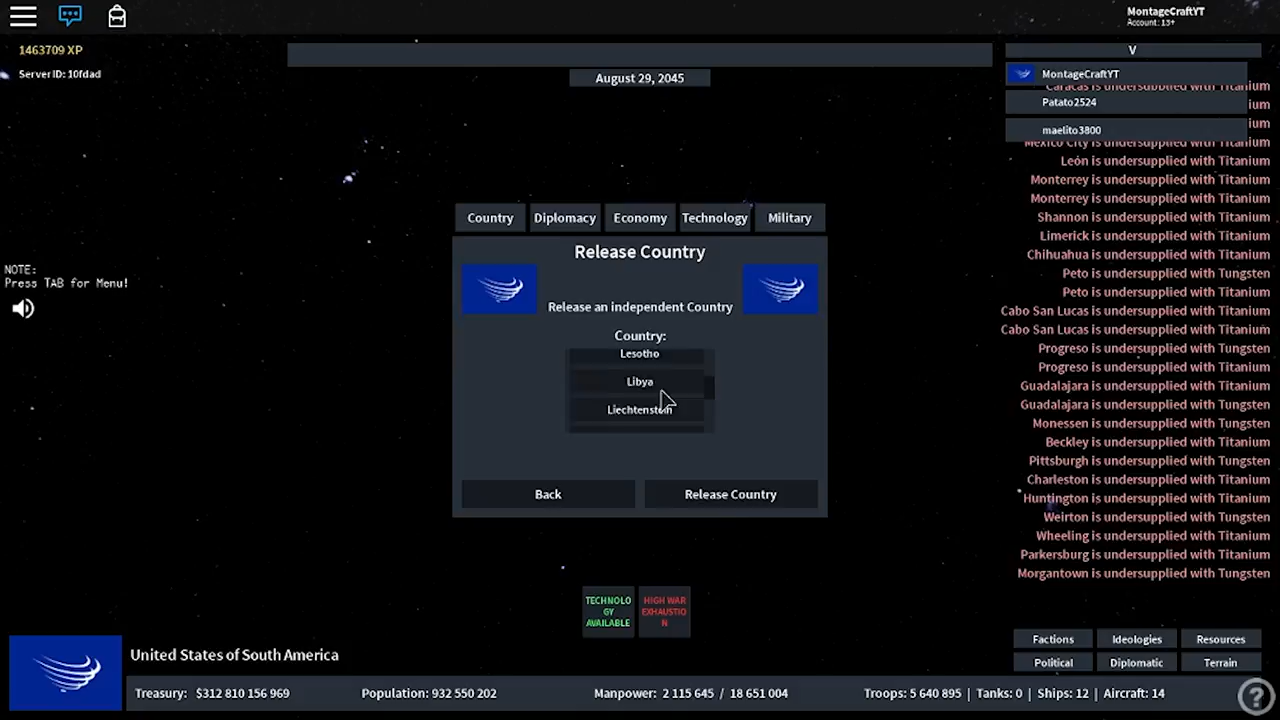 MontageCraftYT
Account: 13+
1463709 XP
Server ID: 10fdad
V
August 29, 2045
MontageCraftYT
Caracas is undersupplied with Titanium
ium
Patato2524
ium
maelito3800
Mexico City is undersupplied with Titanium
León is undersupplied with Titanium
Monterrey is undersupplied with Titanium
Monterrey is undersupplied with Titanium
Shannon is undersupplied with Titanium
Limerick is undersupplied with Titanium
Chihuahua is undersupplied with Titanium
Peto is undersupplied with Tungsten
Peto is undersupplied with Titanium
Cabo San Lucas is undersupplied with Titanium
Cabo San Lucas is undersupplied with Titanium
Progreso is undersupplied with Tungsten
Progreso is undersupplied with Titanium
Guadalajara is undersupplied with Titanium
Guadalajara is undersupplied with Tungsten
Monessen is undersupplied with Tungsten
Beckley is undersupplied with Titanium
Pittsburgh is undersupplied with Tungsten
Charleston is undersupplied with Titanium
Huntington is undersupplied with Titanium
Weirton is undersupplied with Tungsten
Wheeling is undersupplied with Titanium
Parkersburg is undersupplied with Titanium
Morgantown is undersupplied with Tungsten
Country
Diplomacy
Economy
Technology
Military
Release Country
Release an independent Country
Country:
Lesotho
Libya
Liechtenstein
Back
Release Country
NOTE:
Press TAB for Menu!
TECHNOLO
GY
AVAILABLE
HIGH WAR
EXHAUSTIO
N
Factions
Ideologies
Resources
Political
Diplomatic
Terrain
United States of South America
Treasury: $312 810 156 969
Population: 932 550 202
Manpower: 2 115 645 / 18 651 004
Troops: 5 640 895 | Tanks: 0 | Ships: 12 | Aircraft: 14
?